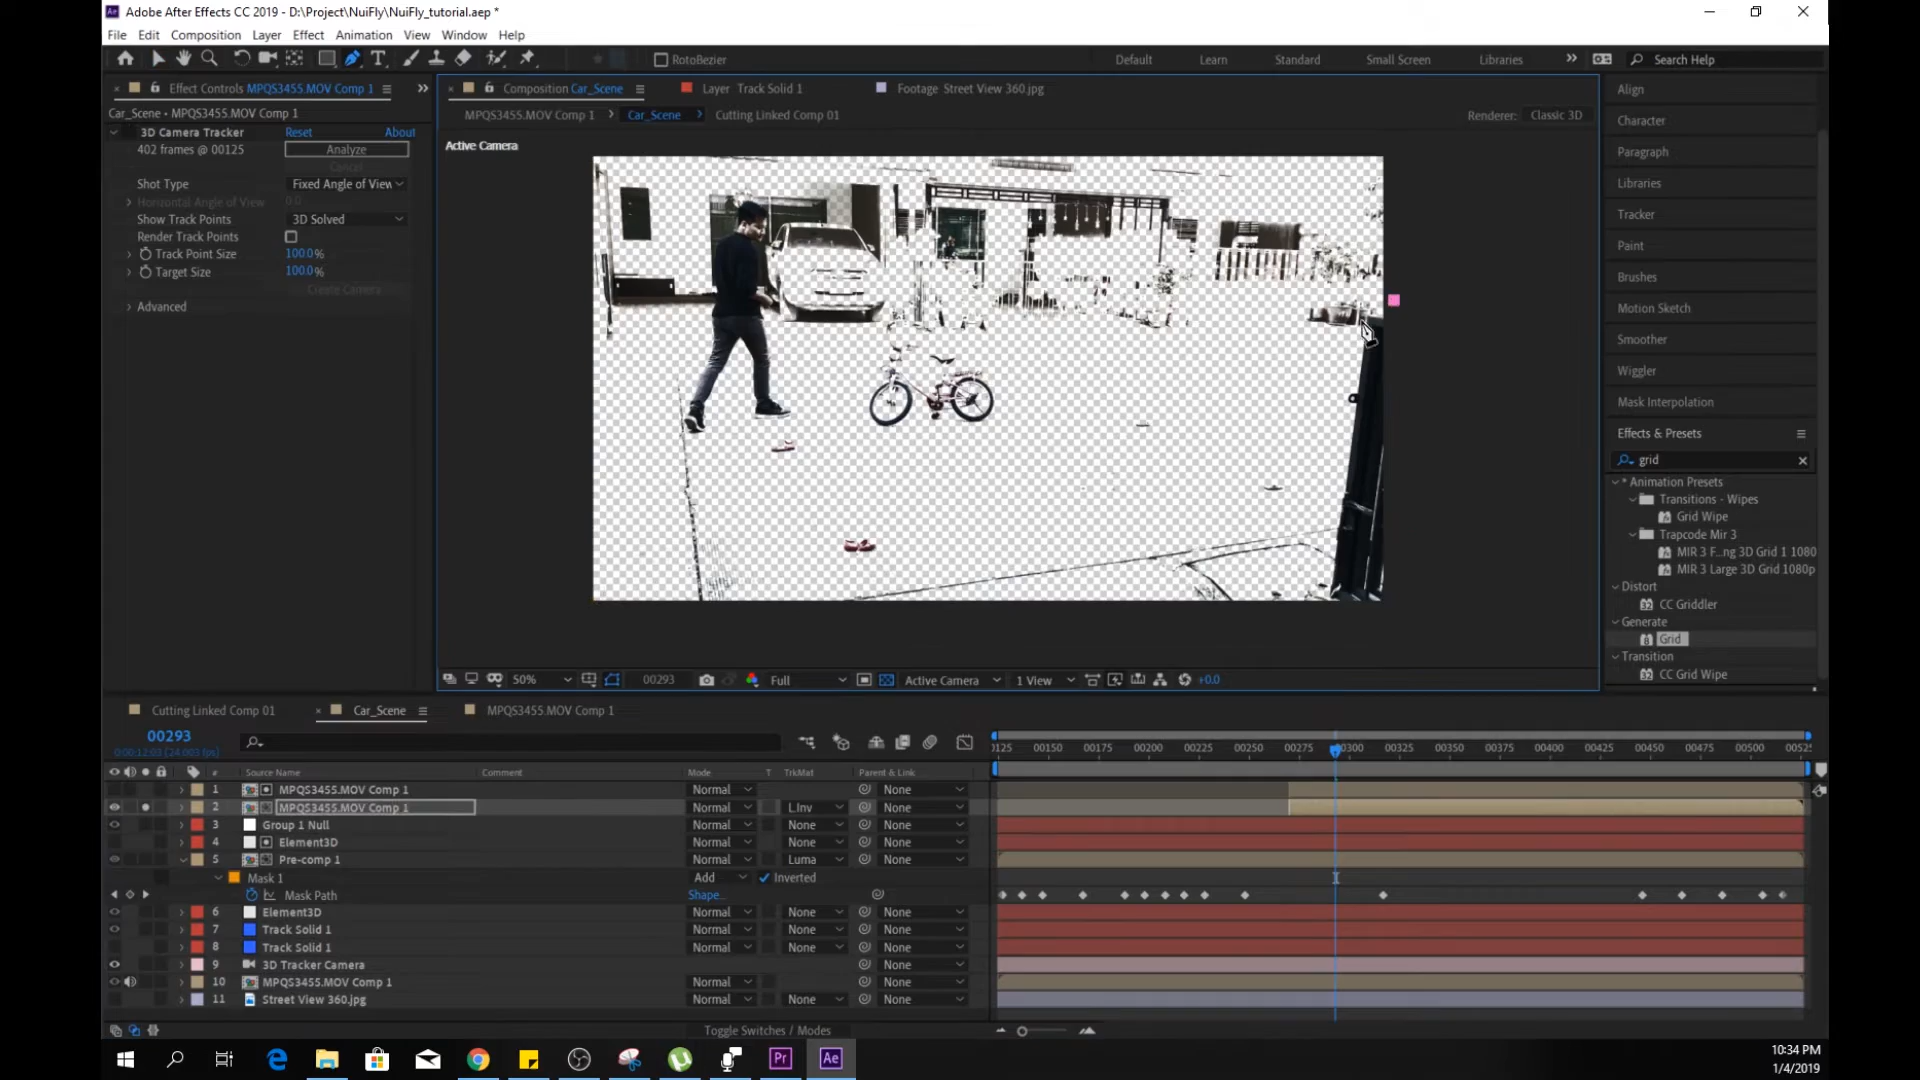 Adobe After Effects CC 2019 - D:\Project\NuiFly\NuiFly_tutorial.aep *
File Edit Composition Layer Effect Animation View Window Help
RotoBezier Default Learn Standard Small Screen Libraries Search Help
Effect Controls MPQS3455.MOV Comp 1
Car_Scene • MPQS3455.MOV Comp 1
3D Camera Tracker Reset About
402 frames @ 00125 Analyze
Cancel
Shot Type Fixed Angle of View
Horizontal Angle of View 0.0
Show Track Points 3D Solved
Render Track Points
Track Point Size 100.0%
Target Size 100.0%
Create Camera
Advanced
Composition Car_Scene Layer Track Solid 1 Footage Street View 360.jpg
MPQS3455.MOV Comp 1 Car_Scene Cutting Linked Comp 01 Renderer: Classic 3D
Active Camera
50% 00293 Full Active Camera 1 View +0.0
Align
Character
Paragraph
Libraries
Tracker
Paint
Brushes
Motion Sketch
Smoother
Wiggler
Mask Interpolation
Effects & Presets
grid
* Animation Presets
Transitions - Wipes
Grid Wipe
Trapcode Mir 3
MIR 3 F...ng 3D Grid 1 1080
MIR 3 Large 3D Grid 1080p
Distort
CC Griddler
Generate
Grid
Transition
CC Grid Wipe
Cutting Linked Comp 01 Car_Scene MPQS3455.MOV Comp 1
00293
0:00:12:05 (24.003 fps)
00150 00175 00200 00225 00250 00275 00300 00325 00350 00375 00400 00425 00450 00475 00500
# Source Name Comment Mode T TrkMat Parent & Link
1 MPQS3455.MOV Comp 1 Normal None
2 MPQS3455.MOV Comp 1 Normal L.Inv None
3 Group 1 Null Normal None None
4 Element3D Normal None None
5 Pre-comp 1 Normal Luma None
Mask 1 Add Inverted
Mask Path Shape...
6 Element3D Normal None None
7 Track Solid 1 Normal None None
8 Track Solid 1 Normal None None
9 3D Tracker Camera None
10 MPQS3455.MOV Comp 1 Normal None
11 Street View 360.jpg Normal None None
Toggle Switches / Modes
Pr Ae
10:34 PM
1/4/2019